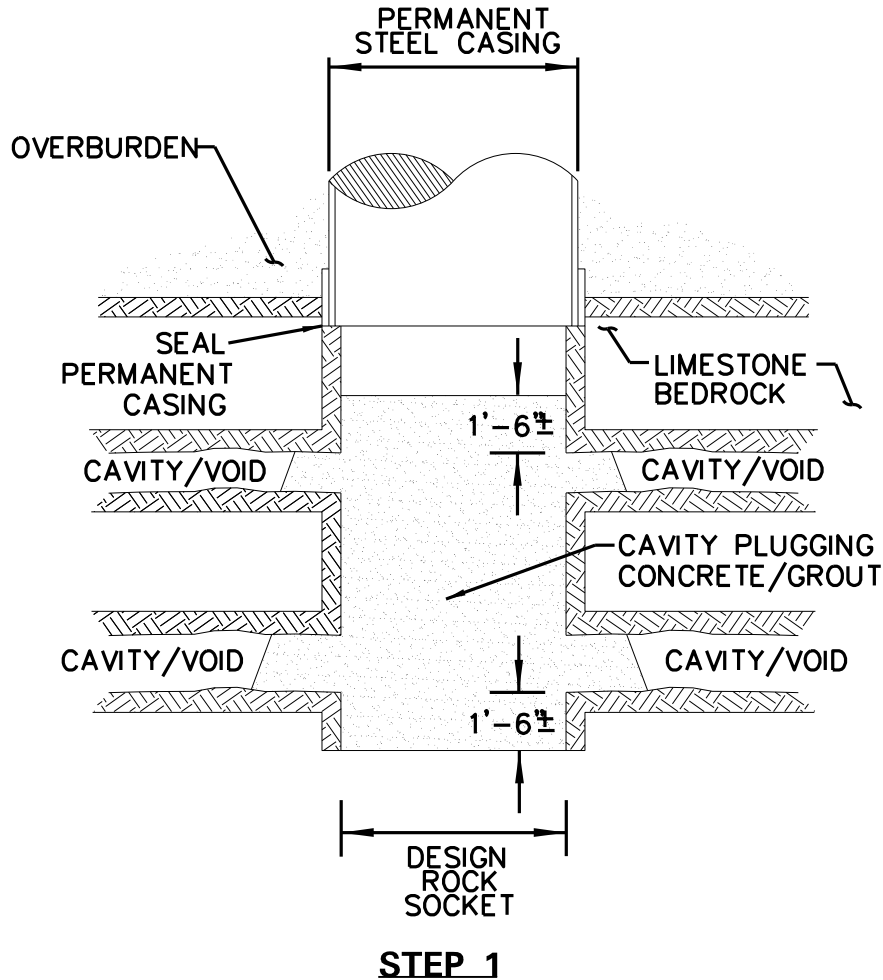 PERMANENT
STEEL CASING
OVERBURDEN
SEAL
PERMANENT
CASING
LIMESTONE
BEDROCK
1'-6"±
CAVITY/VOID
CAVITY/VOID
CAVITY PLUGGING
CONCRETE/GROUT
CAVITY/VOID
CAVITY/VOID
1'-6"±
DESIGN
ROCK
SOCKET
STEP 1